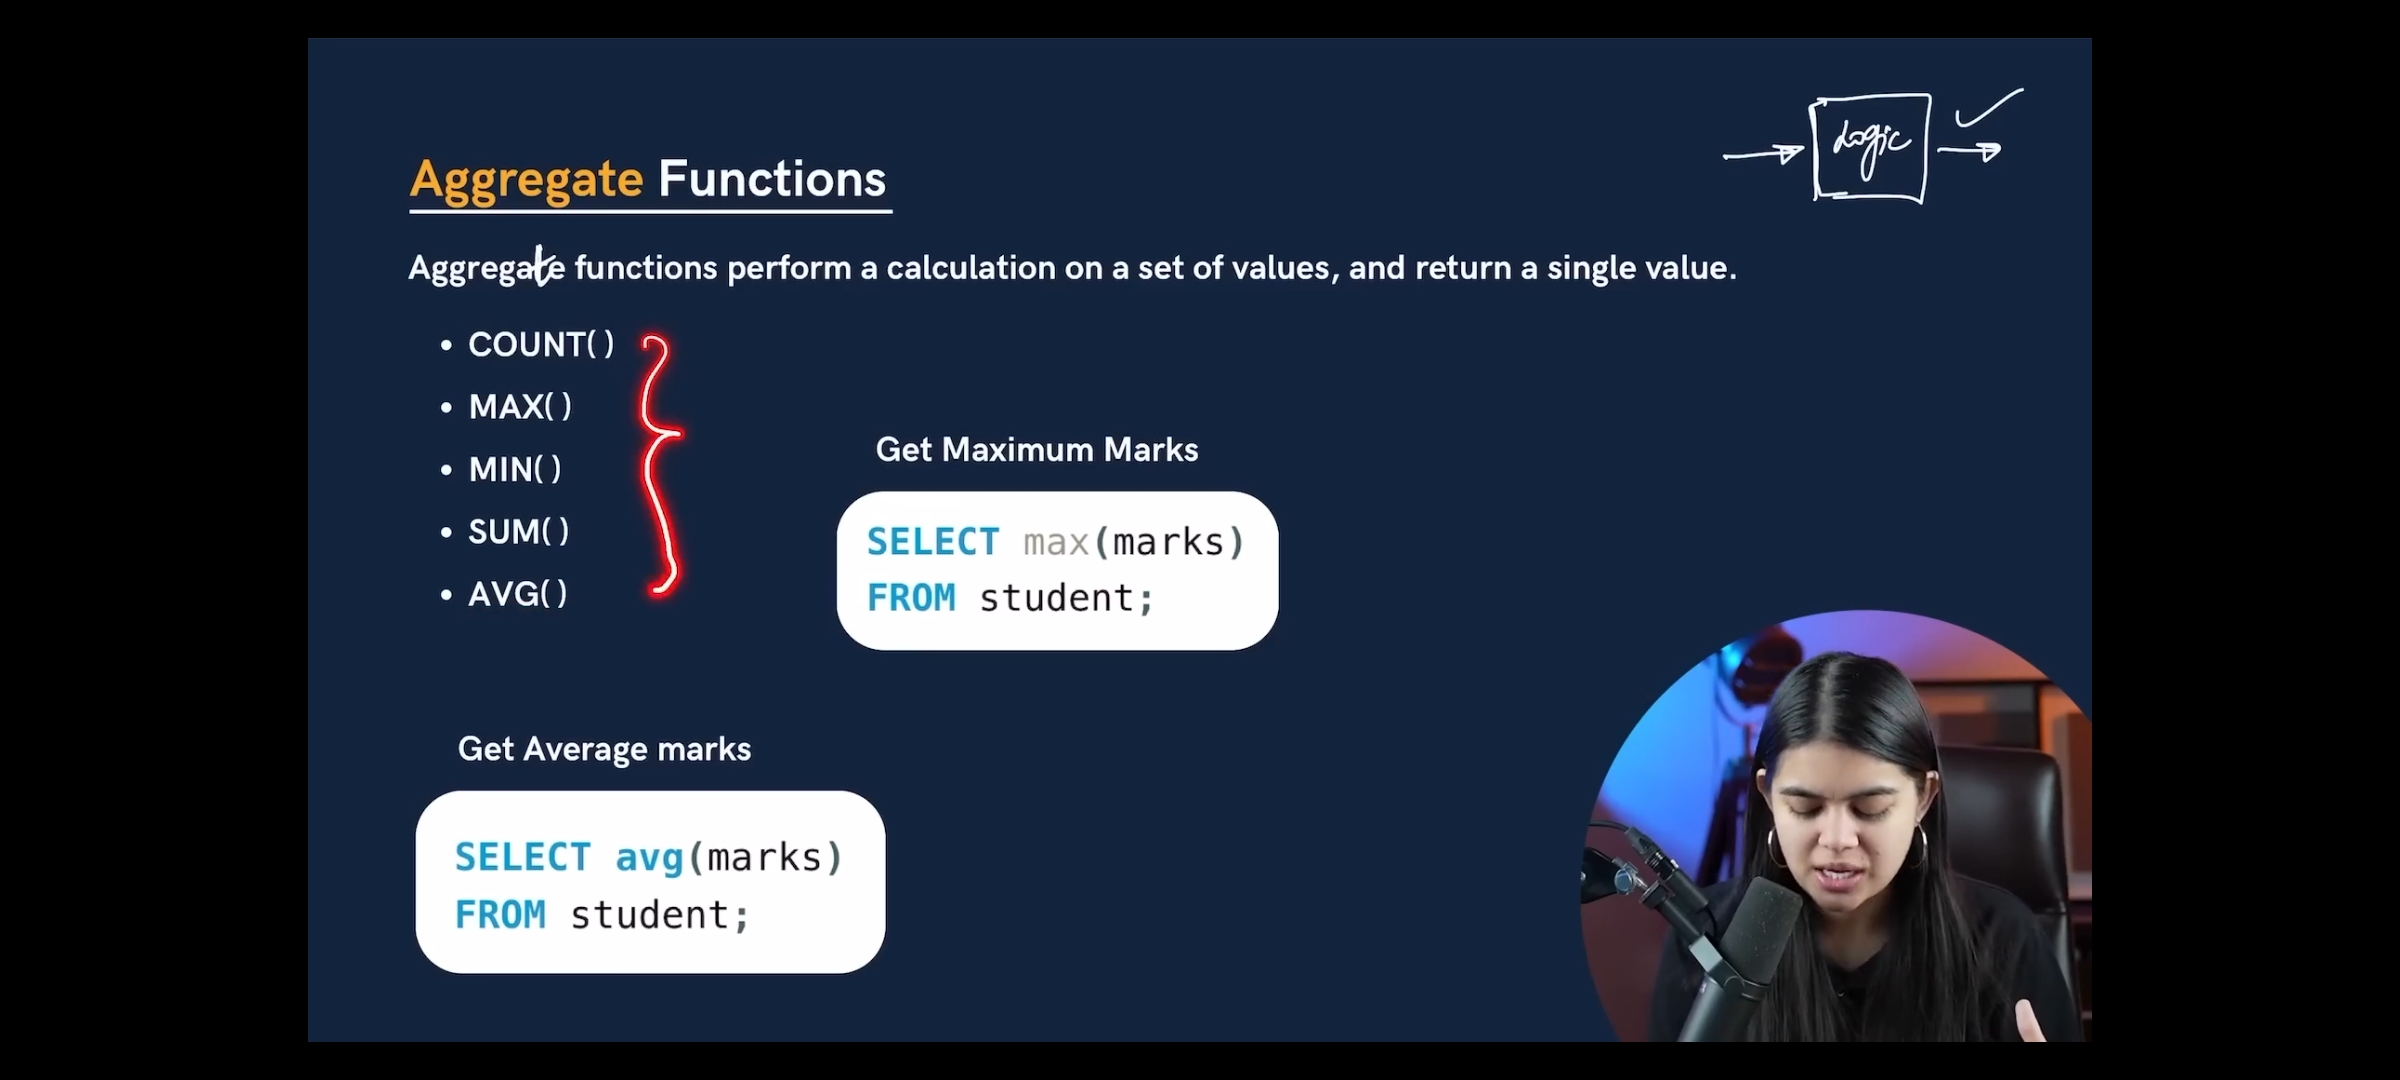 Logic
Aggregate Functions
Aggregate functions perform a calculation on a set of values, and return a single value.
• COUNT( )
• MAX( )
• MIN( )
• SUM( )
• AVG( )
Get Maximum Marks
SELECT max(marks)
FROM student;
Get Average marks
SELECT avg(marks)
FROM student;